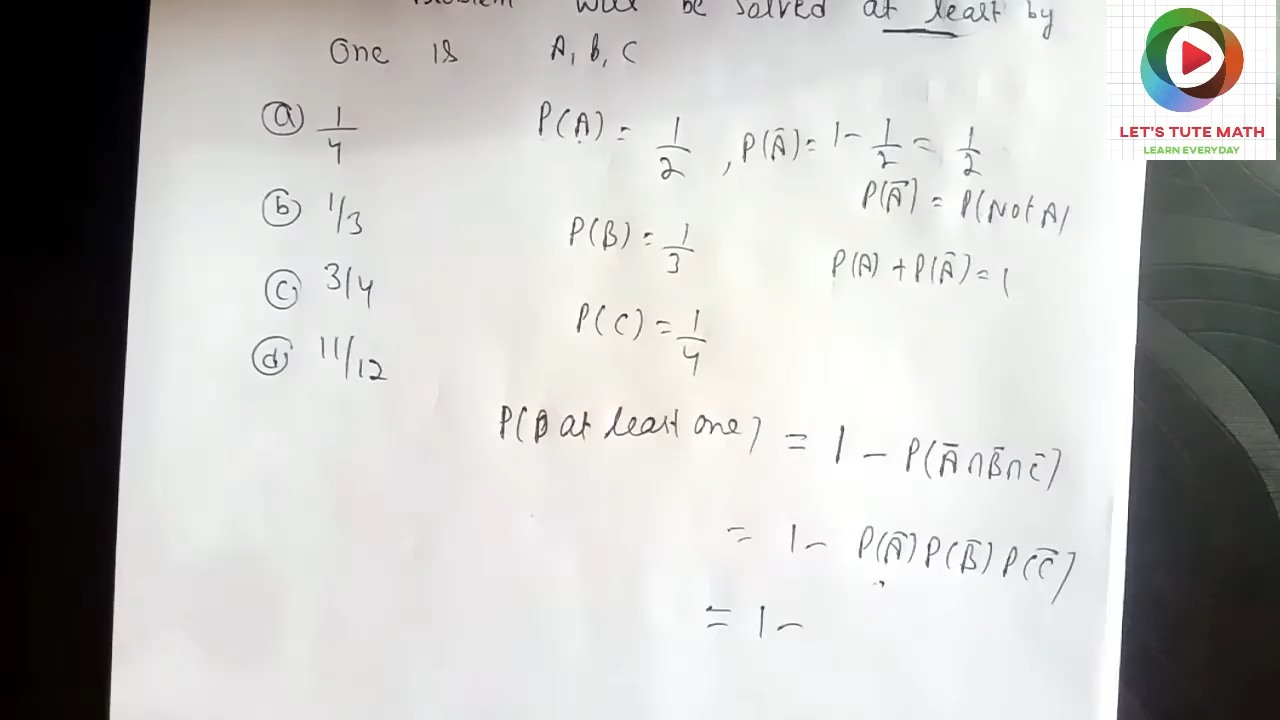 Problem will be solved at least by
One is A, B, C
(a) 1/4
P(A) = 1/2 , P(Ā) = 1 - 1/2 = 1/2
P(Ā) = P(Not A)
(b) 1/3
P(B) = 1/3
P(A) + P(Ā) = 1
(c) 3/4
P(C) = 1/4
(d) 11/12
P( at least one) = 1 - P(Ā∩B̄∩C̄)
= 1 - P(Ā) P(B̄) P(C̄)
= 1 -
LET'S TUTE MATH
LEARN EVERYDAY